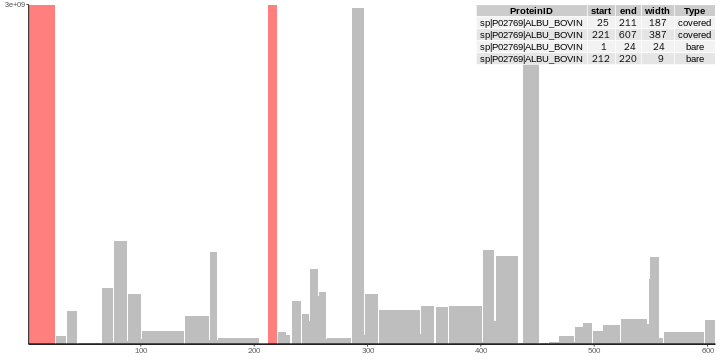 3e+09
ProteinID start end width Type
sp|P02769|ALBU_BOVIN 25 211 187 covered
sp|P02769|ALBU_BOVIN 221 607 387 covered
sp|P02769|ALBU_BOVIN 1 24 24 bare
sp|P02769|ALBU_BOVIN 212 220 9 bare
100 200 300 400 500 600